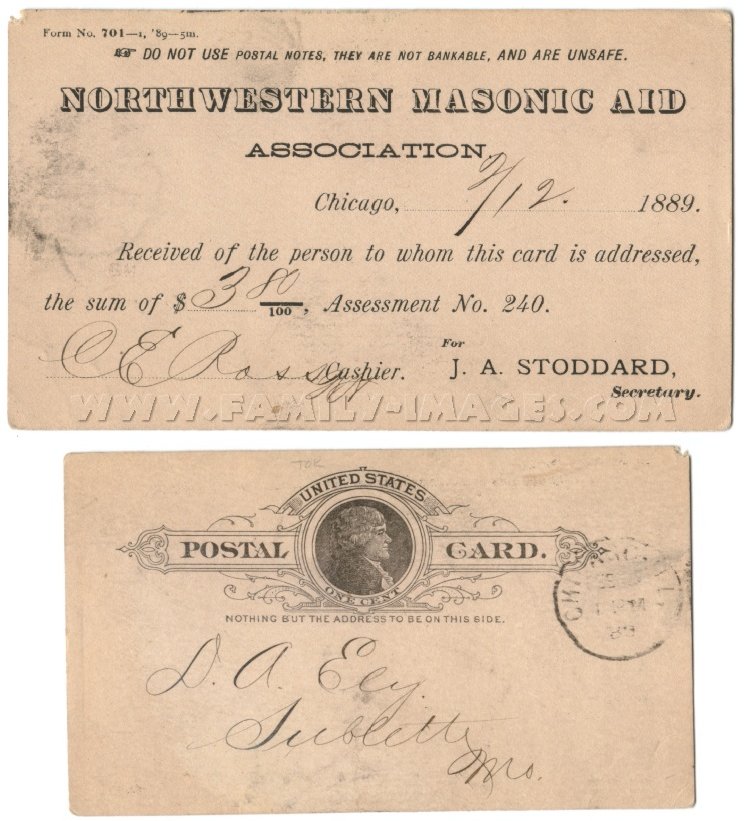 Form No. 701—1, '89—5m.
☞ DO NOT USE POSTAL NOTES, THEY ARE NOT BANKABLE, AND ARE UNSAFE.
NORTHWESTERN MASONIC AID
ASSOCIATION,
Chicago, 2/12. 1889.
Received of the person to whom this card is addressed,
the sum of $ 3 80/100, Assessment No. 240.
For
C E Ross Cashier. J. A. STODDARD,
Secretary.
WWW.FAMILY-IMAGES.COM
TOR
UNITED STATES
POSTAL CARD.
ONE CENT
NOTHING BUT THE ADDRESS TO BE ON THIS SIDE.
D. A. Ely.
Sublette
Mo.